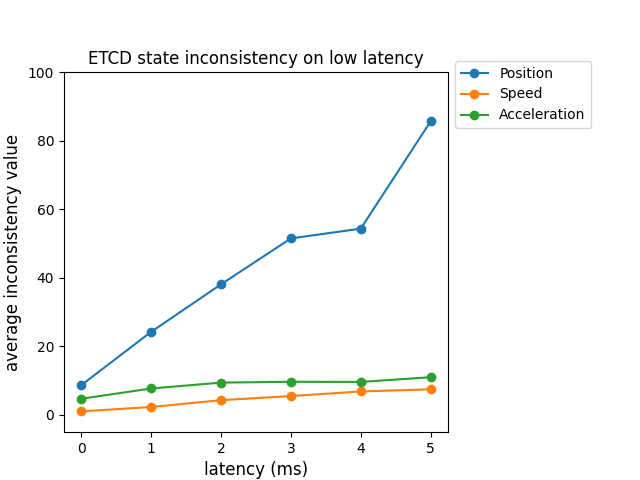 ETCD state inconsistency on low latency
Position
Speed
Acceleration
100
80
60
40
20
0
average inconsistency value
0 1 2 3 4 5
latency (ms)